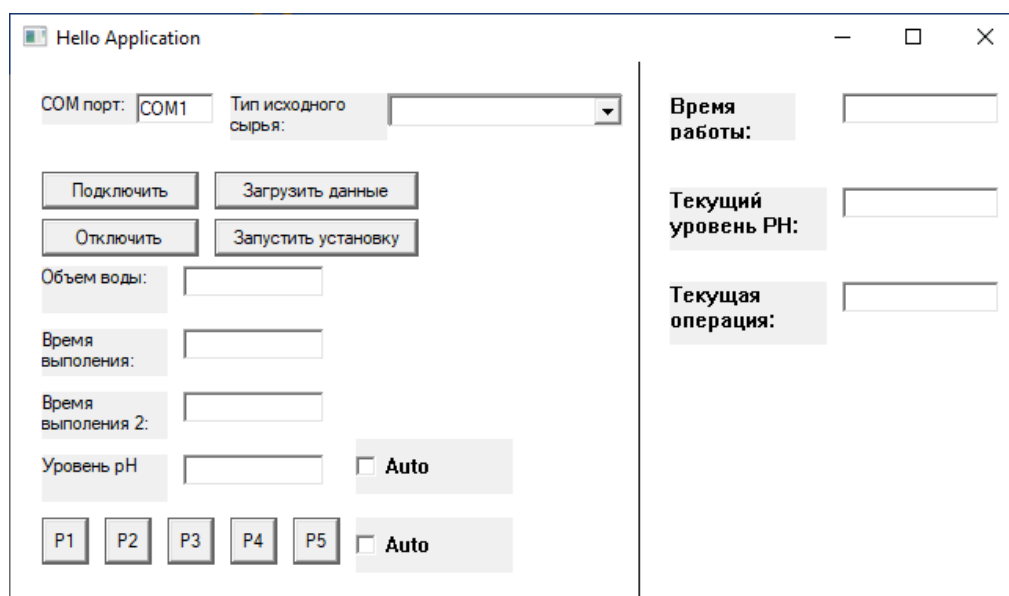 Hello Application
COM порт:
COM1
Тип исходного
сырья:
Подключить
Загрузить данные
Отключить
Запустить установку
Объем воды:
Время
выполения:
Время
выполения 2:
Уровень pH
Auto
P1
P2
P3
P4
P5
Auto
Время
работы:
Текущий
уровень PH:
Текущая
операция: